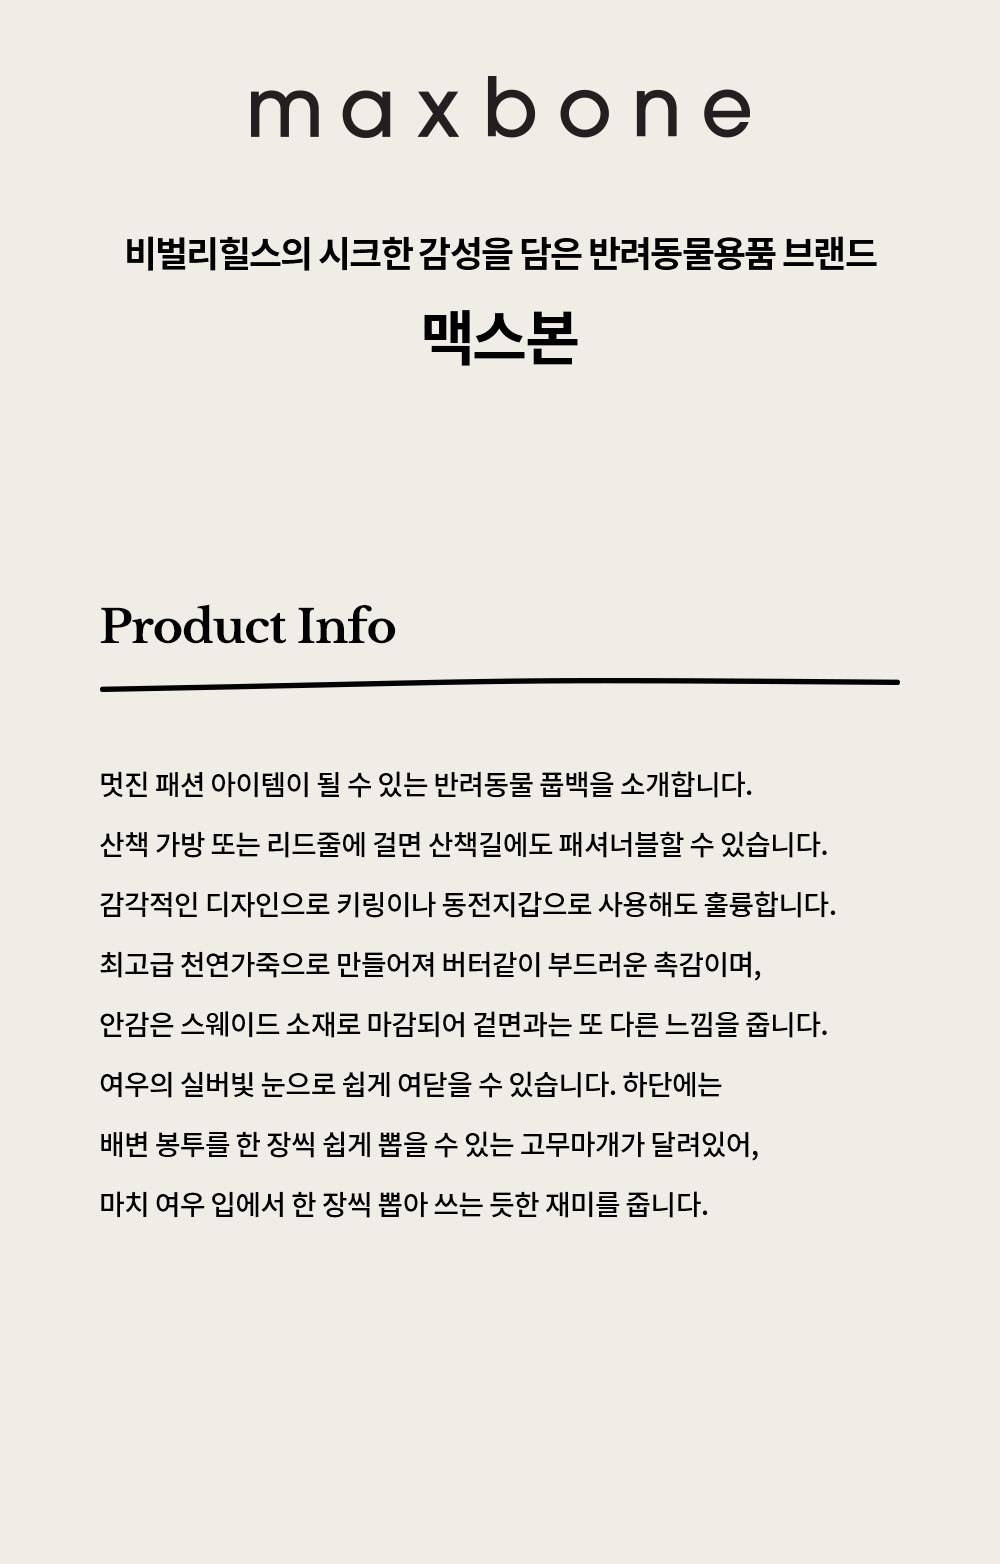 maxbone
비벌리힐스의 시크한 감성을 담은 반려동물용품 브랜드
맥스본
Product Info
멋진 패션 아이템이 될 수 있는 반려동물 풉백을 소개합니다.
산책 가방 또는 리드줄에 걸면 산책길에도 패셔너블할 수 있습니다.
감각적인 디자인으로 키링이나 동전지갑으로 사용해도 훌륭합니다.
최고급 천연가죽으로 만들어져 버터같이 부드러운 촉감이며,
안감은 스웨이드 소재로 마감되어 겉면과는 또 다른 느낌을 줍니다.
여우의 실버빛 눈으로 쉽게 여닫을 수 있습니다. 하단에는
배변 봉투를 한 장씩 쉽게 뽑을 수 있는 고무마개가 달려있어,
마치 여우 입에서 한 장씩 뽑아 쓰는 듯한 재미를 줍니다.